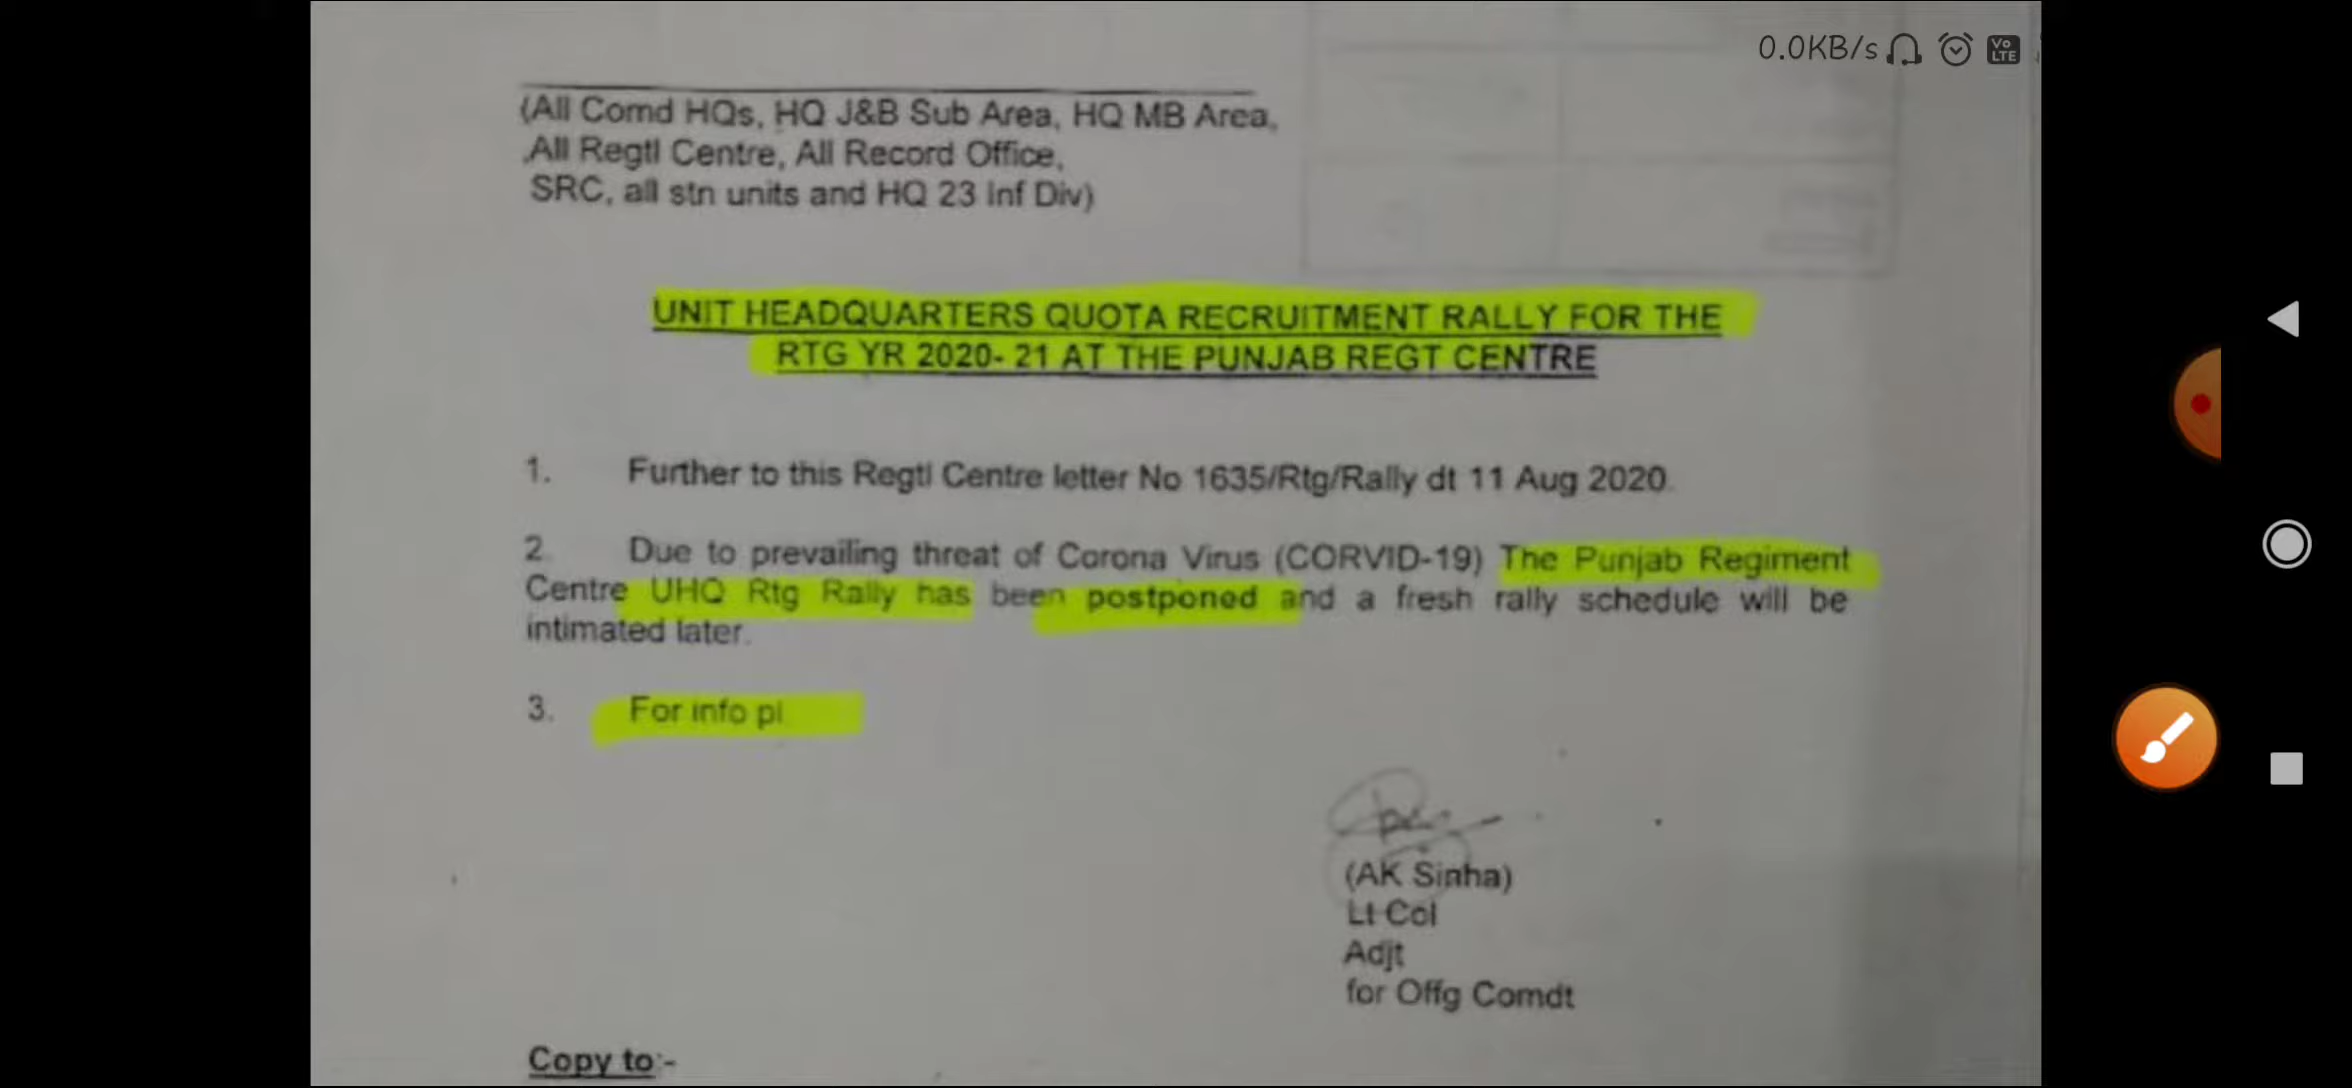 0.0KB/s Vo LTE
(All Comd HQs, HQ J&B Sub Area, HQ MB Area,
All Regtl Centre, All Record Office,
SRC, all stn units and HQ 23 Inf Div)
UNIT HEADQUARTERS QUOTA RECRUITMENT RALLY FOR THE
RTG YR 2020- 21 AT THE PUNJAB REGT CENTRE
1. Further to this Regtl Centre letter No 1635/Rtg/Rally dt 11 Aug 2020.
2. Due to prevailing threat of Corona Virus (CORVID-19) The Punjab Regiment
Centre UHQ Rtg Rally has been postponed and a fresh rally schedule will be
intimated later.
3. For info pl
(AK Sinha)
Lt Col
Adjt
for Offg Comdt
Copy to:-